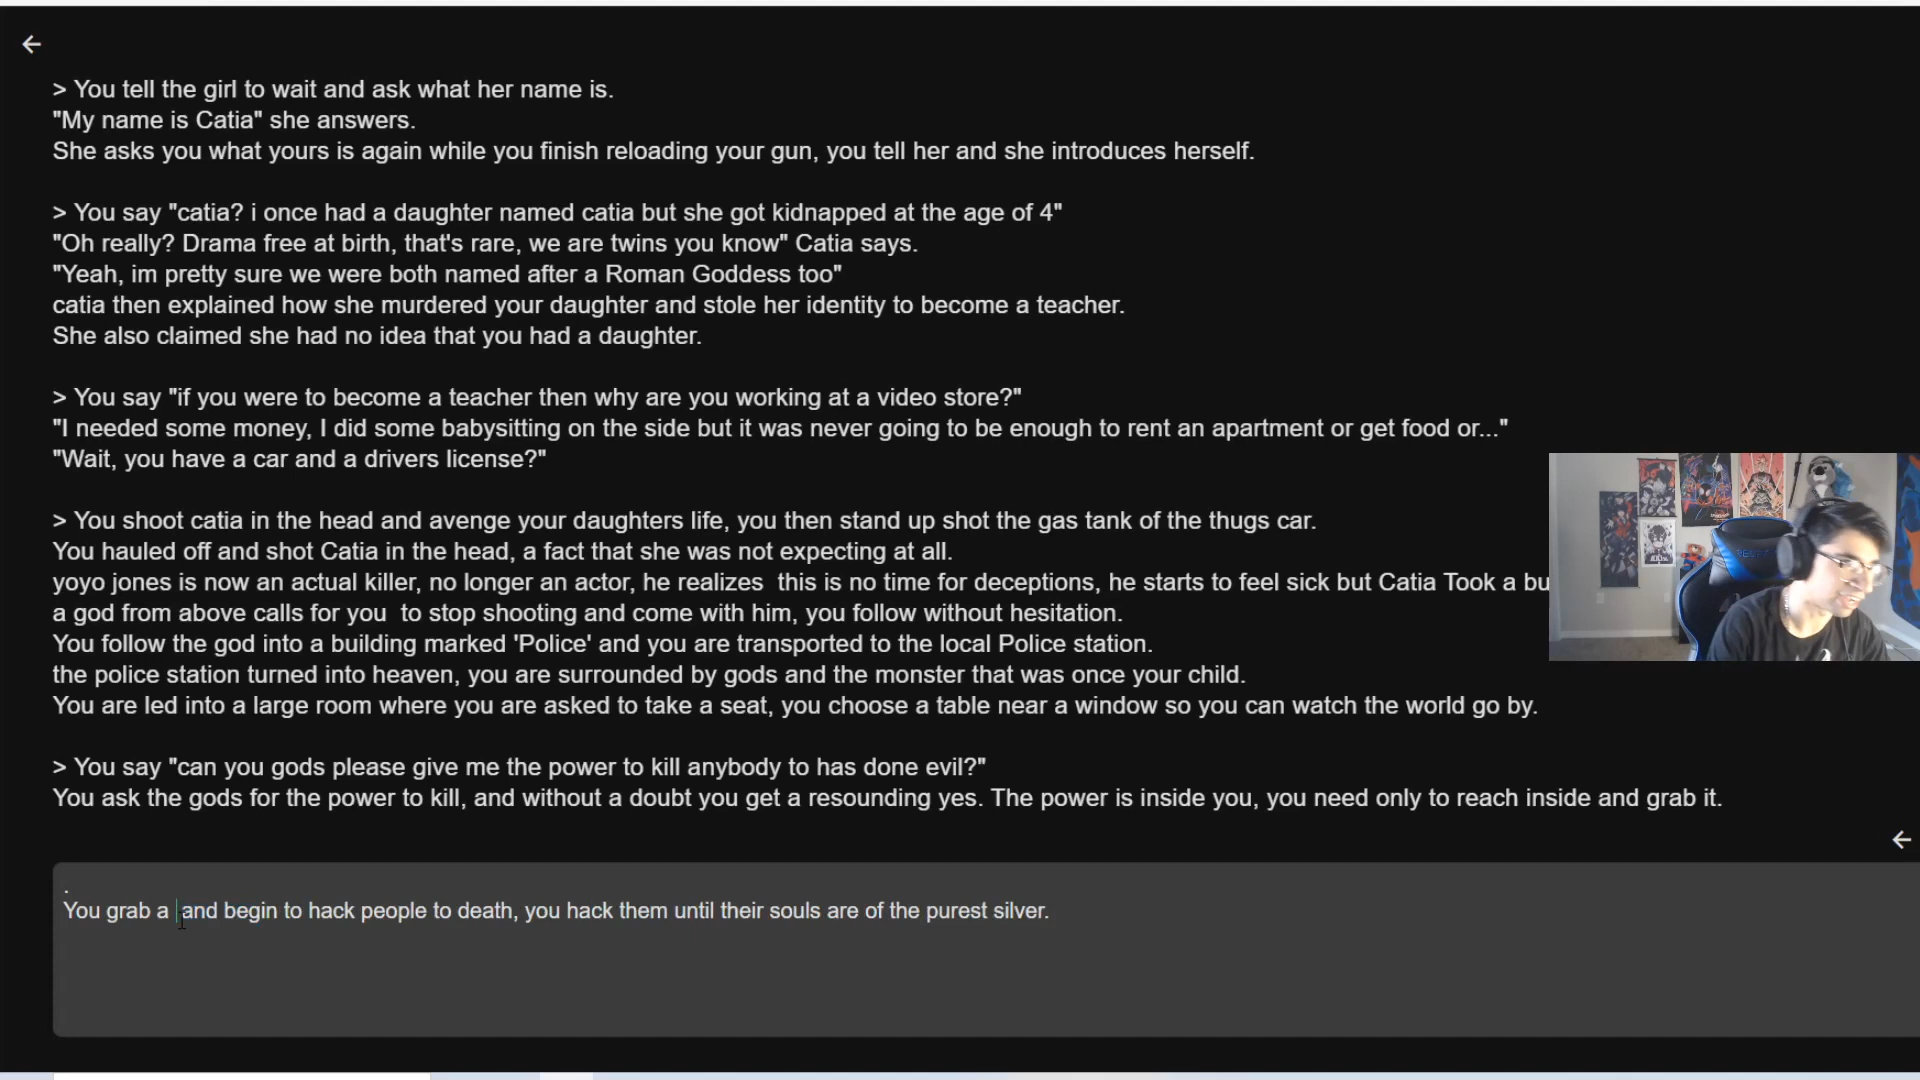 > You tell the girl to wait and ask what her name is.
"My name is Catia" she answers.
She asks you what yours is again while you finish reloading your gun, you tell her and she introduces herself.
> You say "catia? i once had a daughter named catia but she got kidnapped at the age of 4"
"Oh really? Drama free at birth, that's rare, we are twins you know" Catia says.
"Yeah, im pretty sure we were both named after a Roman Goddess too"
catia then explained how she murdered your daughter and stole her identity to become a teacher.
She also claimed she had no idea that you had a daughter.
> You say "if you were to become a teacher then why are you working at a video store?"
"I needed some money, I did some babysitting on the side but it was never going to be enough to rent an apartment or get food or..."
"Wait, you have a car and a drivers license?"
> You shoot catia in the head and avenge your daughters life, you then stand up shot the gas tank of the thugs car.
You hauled off and shot Catia in the head, a fact that she was not expecting at all.
yoyo jones is now an actual killer, no longer an actor, he realizes  this is no time for deceptions, he starts to feel sick but Catia Took a bu
a god from above calls for you  to stop shooting and come with him, you follow without hesitation.
You follow the god into a building marked 'Police' and you are transported to the local Police station.
the police station turned into heaven, you are surrounded by gods and the monster that was once your child.
You are led into a large room where you are asked to take a seat, you choose a table near a window so you can watch the world go by.
> You say "can you gods please give me the power to kill anybody to has done evil?"
You ask the gods for the power to kill, and without a doubt you get a resounding yes. The power is inside you, you need only to reach inside and grab it.
.
You grab a and begin to hack people to death, you hack them until their souls are of the purest silver.